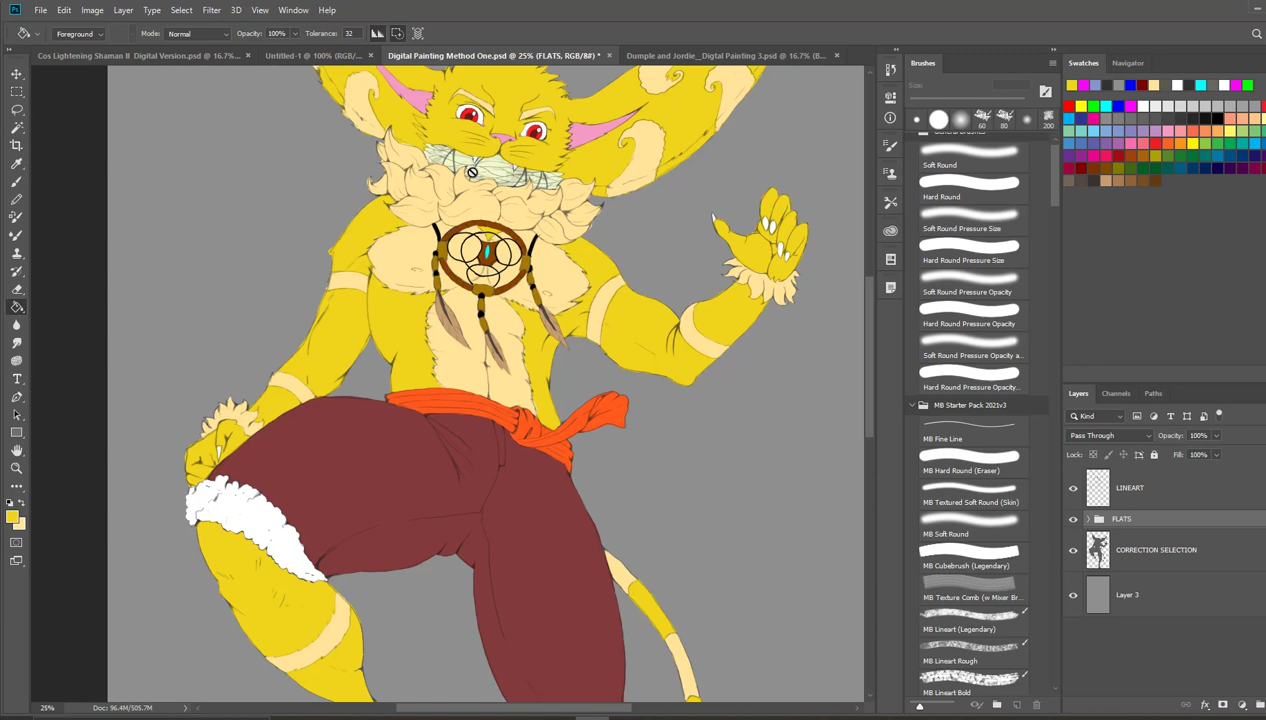 Ps File Edit Image Layer Type Select Filter 3D View Window Help
Foreground Mode: Normal Opacity: 100% Tolerance: 32
Cos Lightening Shaman II Digital Version.psd @ 16.7%... × Untitled-1 @ 100% (RGB/... × Digital Painting Method One.psd @ 25% (FLATS, RGB/8#) * × Dumple and Jordie__Digtal Painting 3.psd @ 16.7% (B... ×
Brushes
Swatches Navigator
Size:
60 80 200
General Brushes
Soft Round
Hard Round
Soft Round Pressure Size
Hard Round Pressure Size
Soft Round Pressure Opacity
Hard Round Pressure Opacity
Soft Round Pressure Opacity a...
Hard Round Pressure Opacity...
MB Starter Pack 2021v3
MB Fine Line
MB Hard Round (Eraser)
MB Textured Soft Round (Skin)
MB Soft Round
MB Cubebrush (Legendary)
MB Texture Comb (w Mixer Br...
MB Lineart (Legendary)
MB Lineart Rough
MB Lineart Bold
Layers Channels Paths
Kind
Pass Through Opacity: 100%
Lock: Fill: 100%
LINEART
FLATS
CORRECTION SELECTION
Layer 3
25% Doc: 96.4M/505.7M